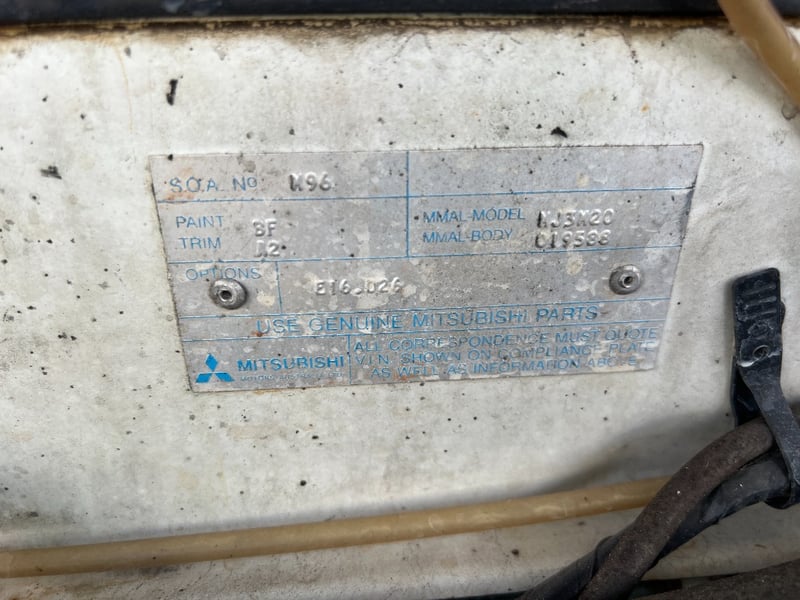 S.O.A. NO M96
PAINT BF
TRIM A2
MMAL-MODEL
MMAL-BODY
OPTIONS
USE GENUINE MITSUBISHI PARTS
MITSUBISHI
ALL CORRESPONDENCE MUST QUOTE
V.I.N. SHOWN ON COMPLIANCE PLATE
AS WELL AS INFORMATION ABOVE